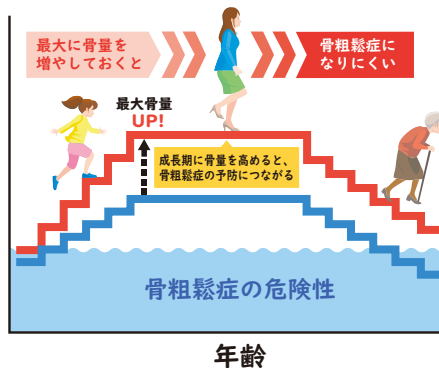 最大に骨量を
増やしておくと
骨粗鬆症に
なりにくい
最大骨量
UP!
成長期に骨量を高めると、
骨粗鬆症の予防につながる
骨粗鬆症の危険性
年齢